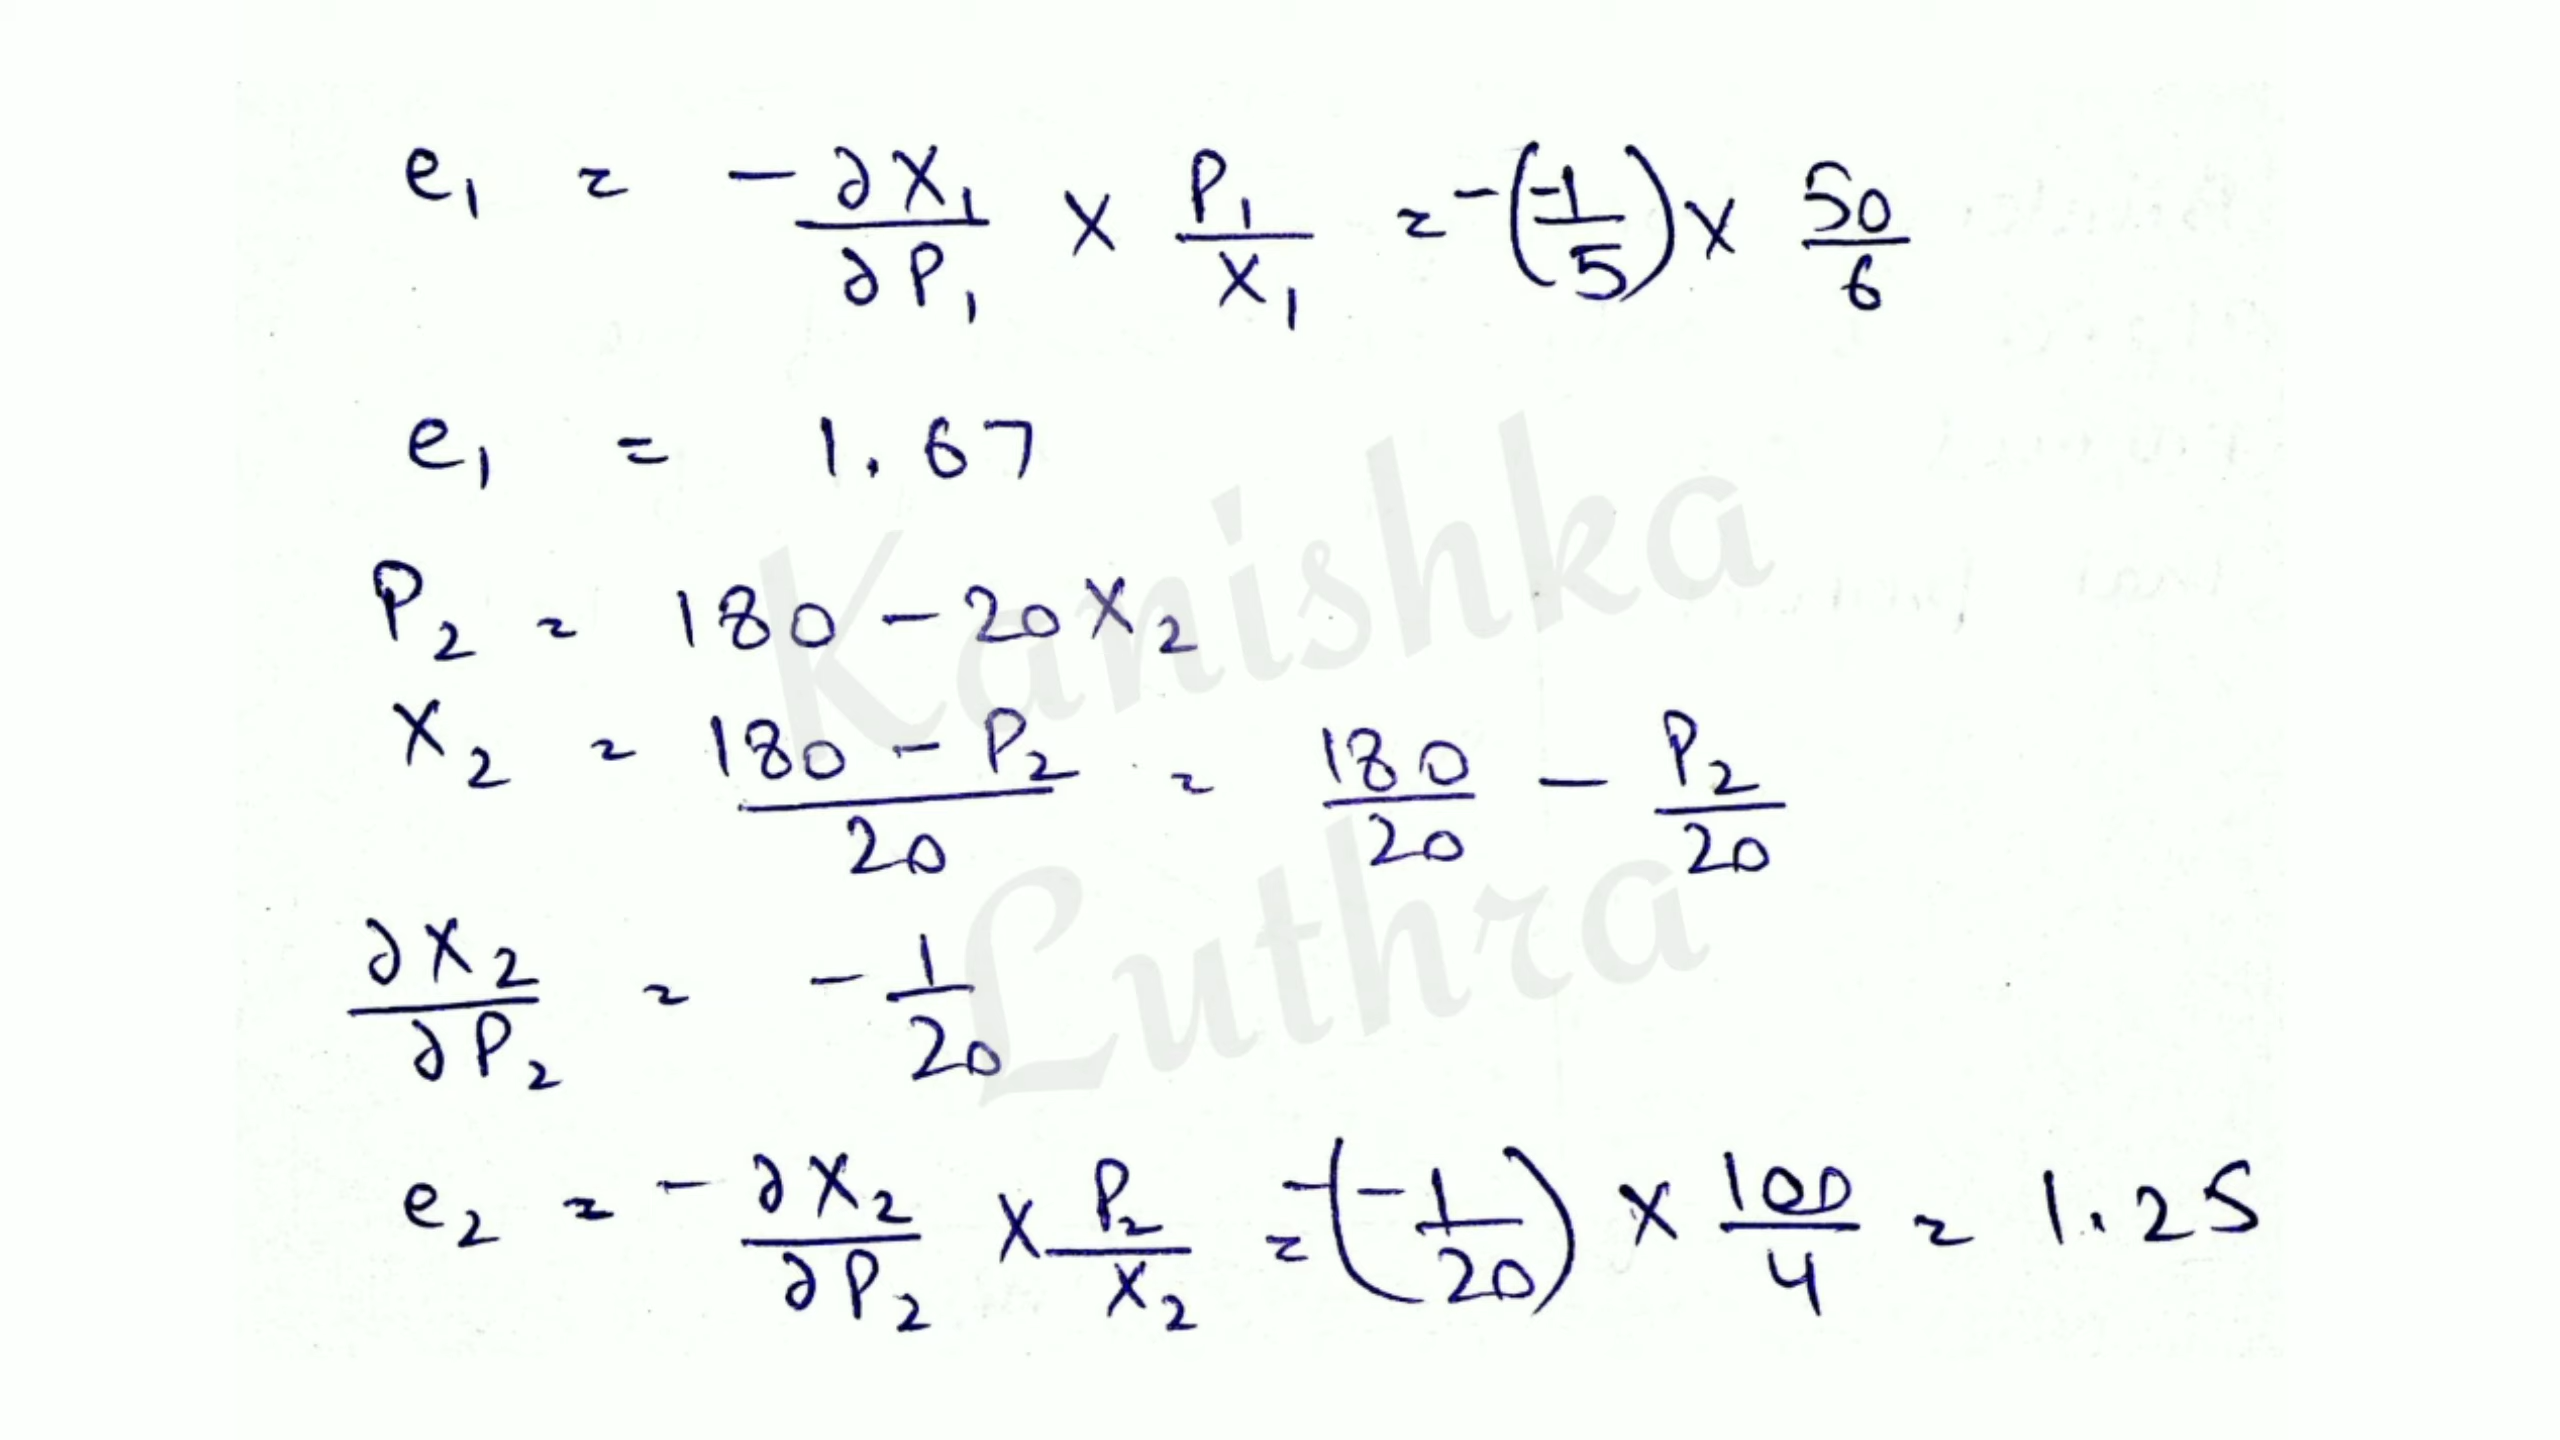 e₁ = - ∂X₁/∂P₁ × P₁/X₁ = -(-1/5) × 50/6
e₁ = 1.67
P₂ = 180 - 20X₂
X₂ = (180 - P₂)/20 = 180/20 - P₂/20
∂X₂/∂P₂ = - 1/20
e₂ = - ∂X₂/∂P₂ × P₂/X₂ = -(-1/20) × 100/4 = 1.25
Kanishka
Luthra